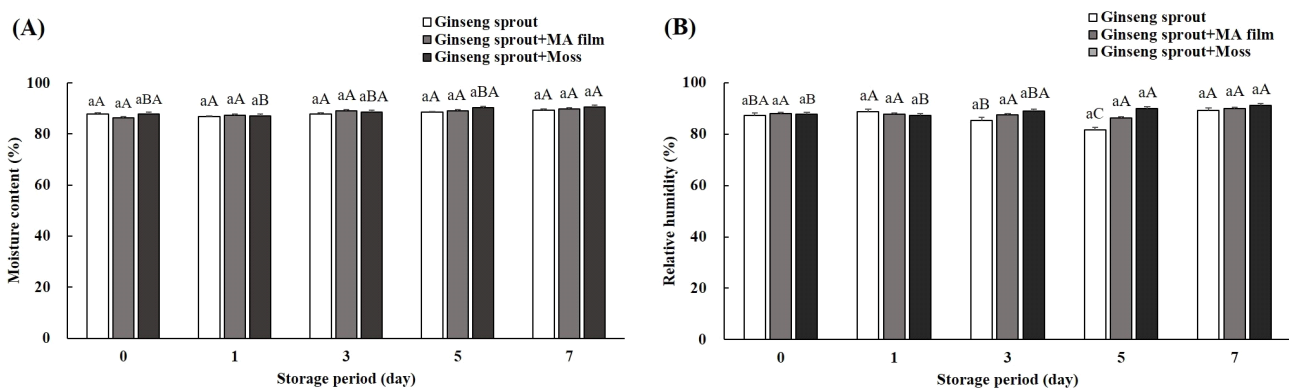 (A)
Ginseng sprout
Ginseng sprout+MA film
Ginseng sprout+Moss
100
80
60
40
20
0
Moisture content (%)
aA aA aBA aA aA aB aA aA aBA aA aA aBA aA aA aA
0 1 3 5 7
Storage period (day)
(B)
Ginseng sprout
Ginseng sprout+MA film
Ginseng sprout+Moss
100
80
60
40
20
0
Relative humidity (%)
aBA aA aB aA aA aB aB aA aBA aC aA aA aA aA aA
0 1 3 5 7
Storage period (day)